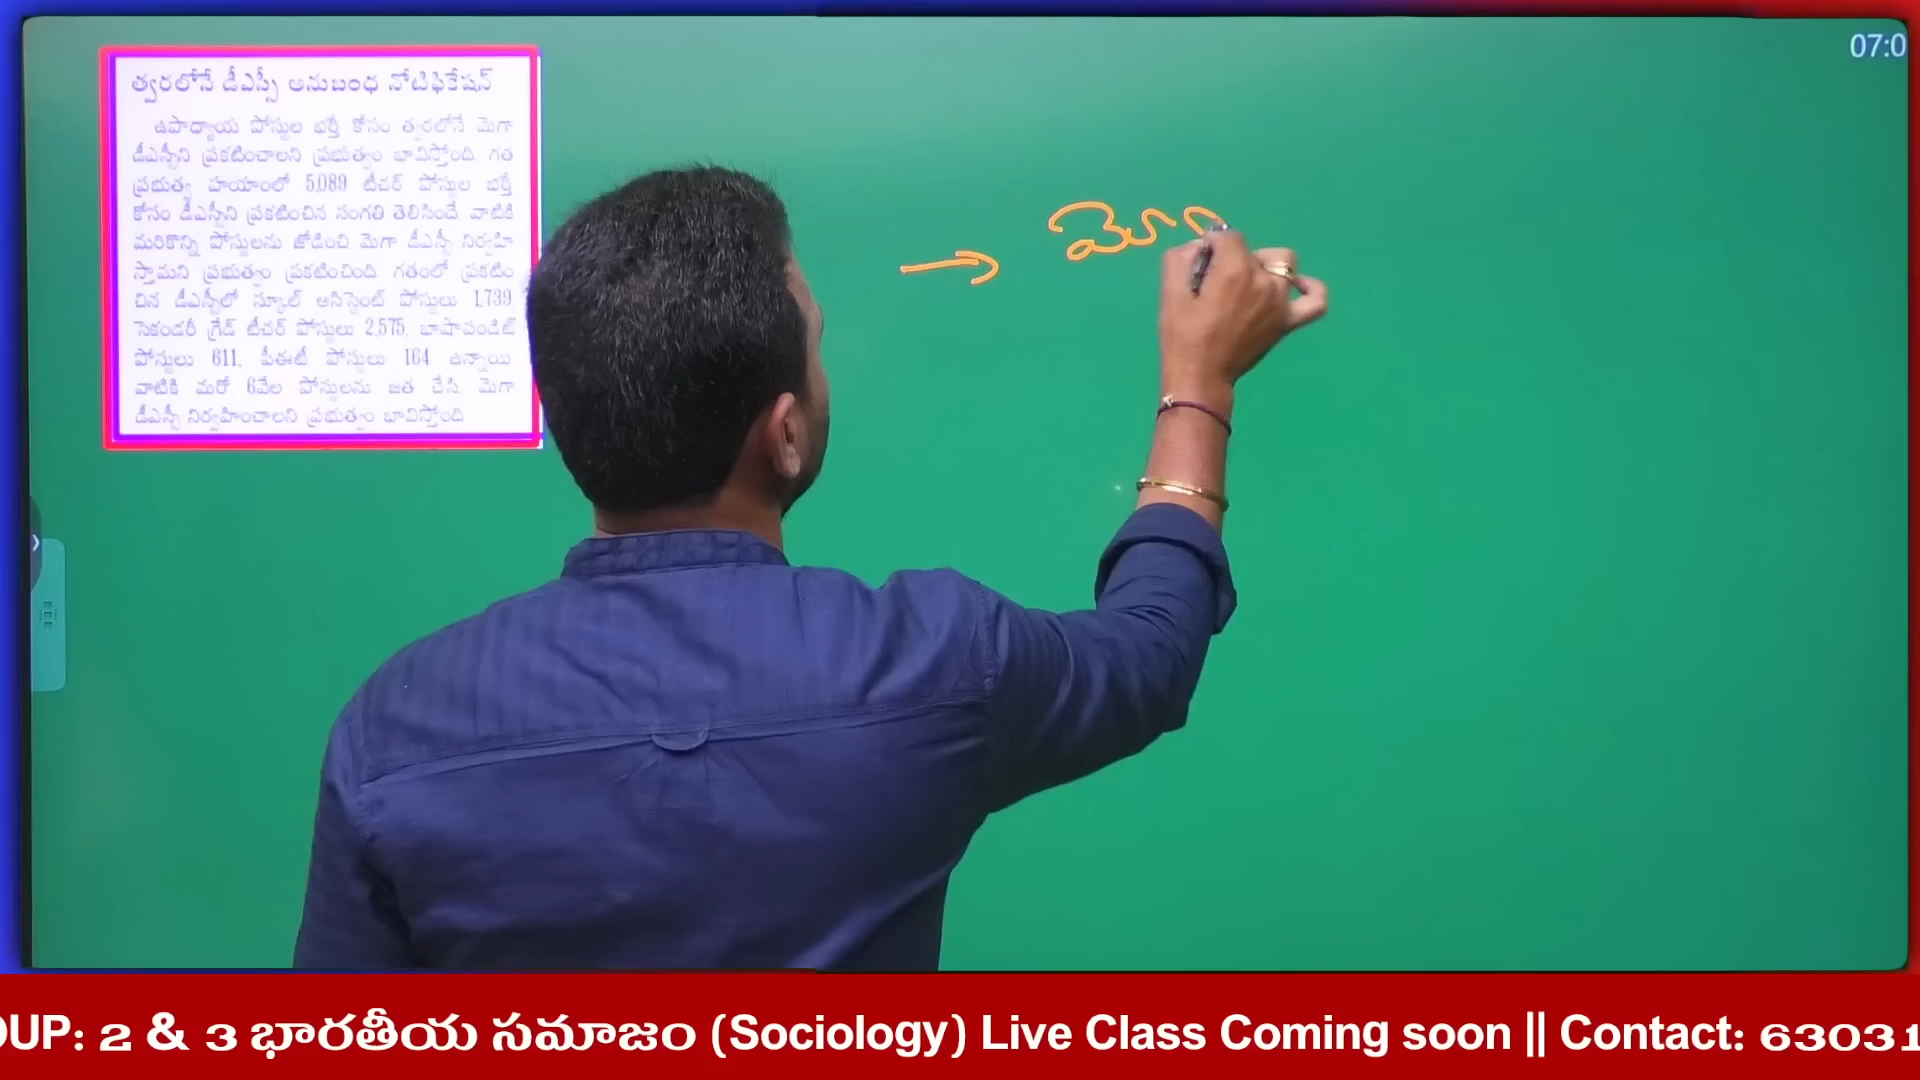 07:0
త్వరలోనే డీఎస్సీ అనుబంధ నోటిఫికేషన్
ఉపాధ్యాయ పోస్టుల భర్తీ కోసం త్వరలోనే మెగా
డీఎస్సీని ప్రకటించాలని ప్రభుత్వం భావిస్తోంది. గత
ప్రభుత్వ హయాంలో 5,089 టీచర్ పోస్టుల భర్తీ
కోసం డీఎస్సీని ప్రకటించిన సంగతి తెలిసిందే వాటికి
మరికొన్ని పోస్టులను జోడించి మెగా డీఎస్సీ నిర్వహి
స్తామని ప్రభుత్వం ప్రకటించింది. గతంలో ప్రకటిం
చిన డీఎస్సీలో స్కూల్ అసిస్టెంట్ పోస్టులు 1,739
సెకండరీ గ్రేడ్ టీచర్ పోస్టులు 2,575, భాషాపండిట్
పోస్టులు 611, పీఈటీ పోస్టులు 164 ఉన్నాయి
వాటికి మరో 6వేల పోస్టులను జత చేసి, మెగా
డీఎస్సీ నిర్వహించాలని ప్రభుత్వం భావిస్తోంది
→ మె
OUP: 2 & 3 భారతీయ సమాజం (Sociology) Live Class Coming soon || Contact: 63031